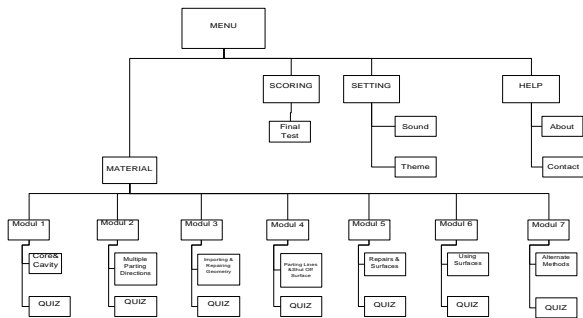 MENU
SCORING
SETTING
HELP
Final
Test
Sound
About
Theme
Contact
MATERIAL
Modul 1
Modul 2
Modul 3
Modul 4
Modul 5
Modul 6
Modul 7
Core&
Cavity
Multiple
Parting
Directions
Importing &
Repairing
Geometry
Parting Lines
&Shut Off
Surface
Repairs &
Surfaces
Using
Surfaces
Alternate
Methods
QUIZ
QUIZ
QUIZ
QUIZ
QUIZ
QUIZ
QUIZ